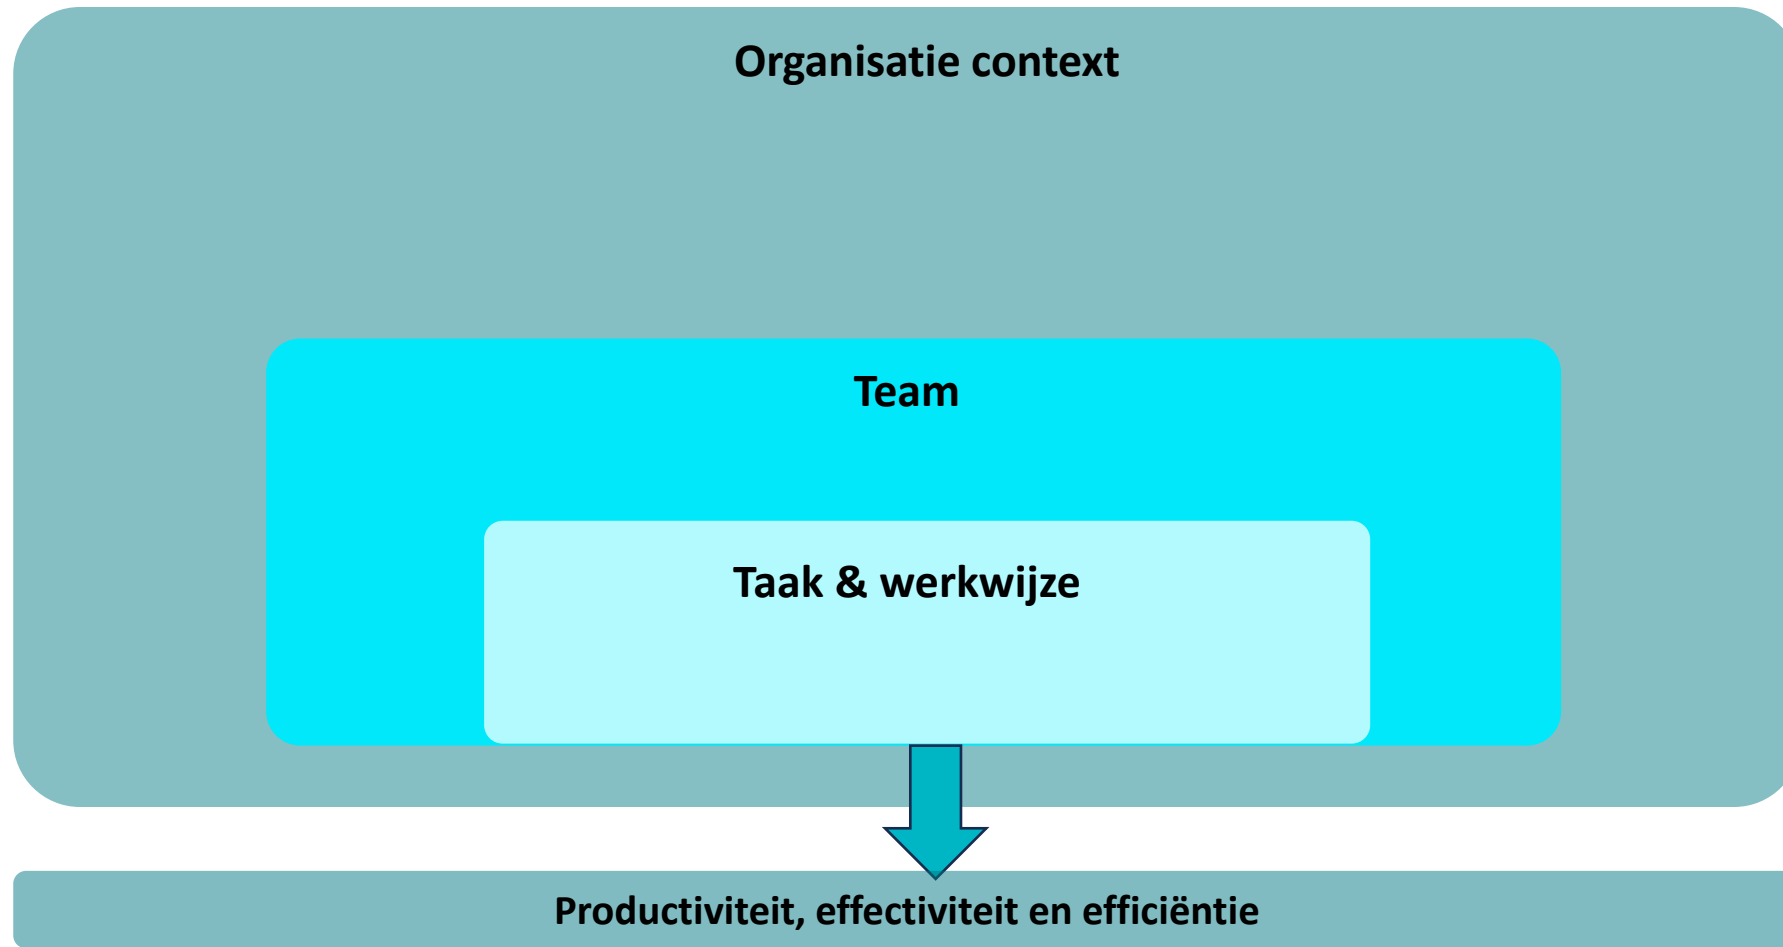 Organisatie context
Team
Taak & werkwijze
Productiviteit, effectiviteit en efficiëntie